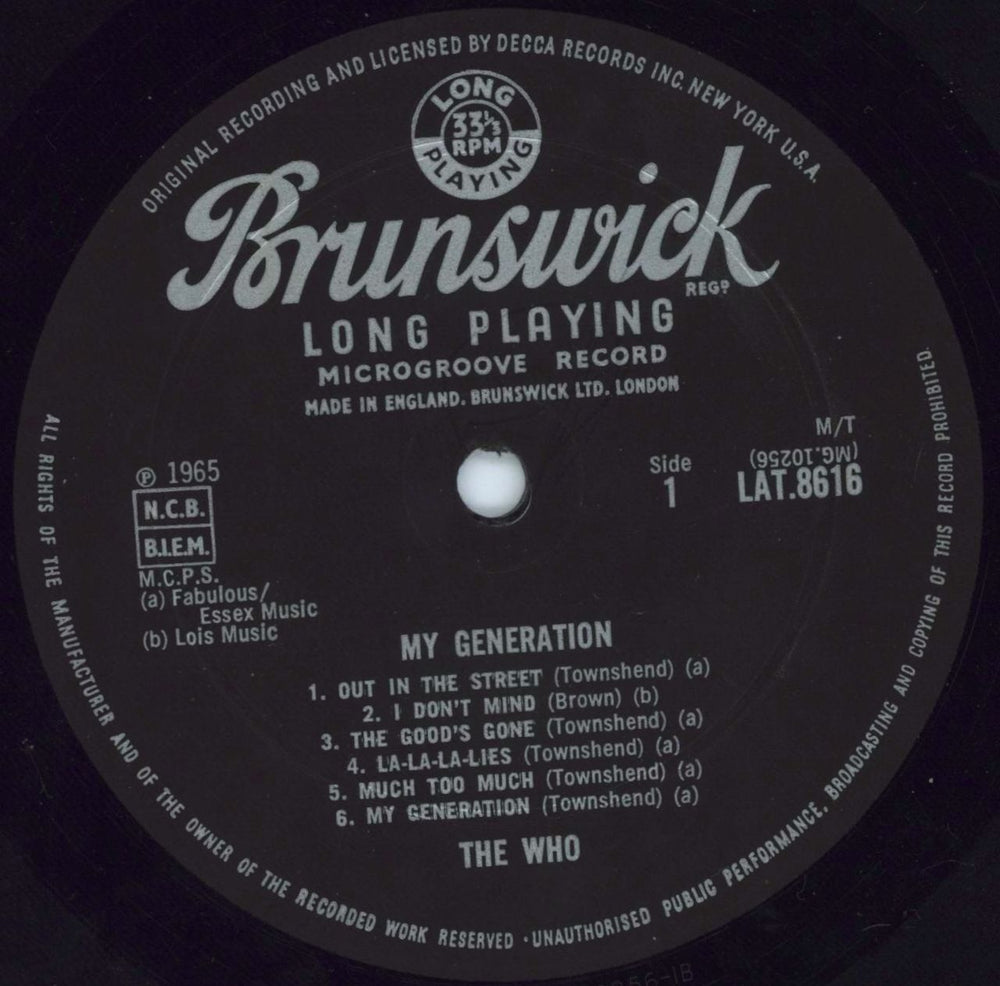 ORIGINAL RECORDING AND LICENSED BY DECCA RECORDS INC. NEW YORK U.S.A.
LONG
33⅓
RPM
PLAYING
Brunswick
REGD
LONG PLAYING
MICROGROOVE RECORD
MADE IN ENGLAND. BRUNSWICK LTD. LONDON
℗ 1965
N.C.B.
B.I.E.M.
M.C.P.S.
(a) Fabulous/
Essex Music
(b) Lois Music
Side
1
M/T
(MG.10256)
LAT.8616
MY GENERATION
1. OUT IN THE STREET (Townshend) (a)
2. I DON'T MIND (Brown) (b)
3. THE GOOD'S GONE (Townshend) (a)
4. LA-LA-LA-LIES (Townshend) (a)
5. MUCH TOO MUCH (Townshend) (a)
6. MY GENERATION (Townshend) (a)
THE WHO
ALL RIGHTS OF THE MANUFACTURER AND OF THE OWNER OF THE RECORDED WORK RESERVED · UNAUTHORISED PUBLIC PERFORMANCE, BROADCASTING AND COPYING OF THIS RECORD PROHIBITED.